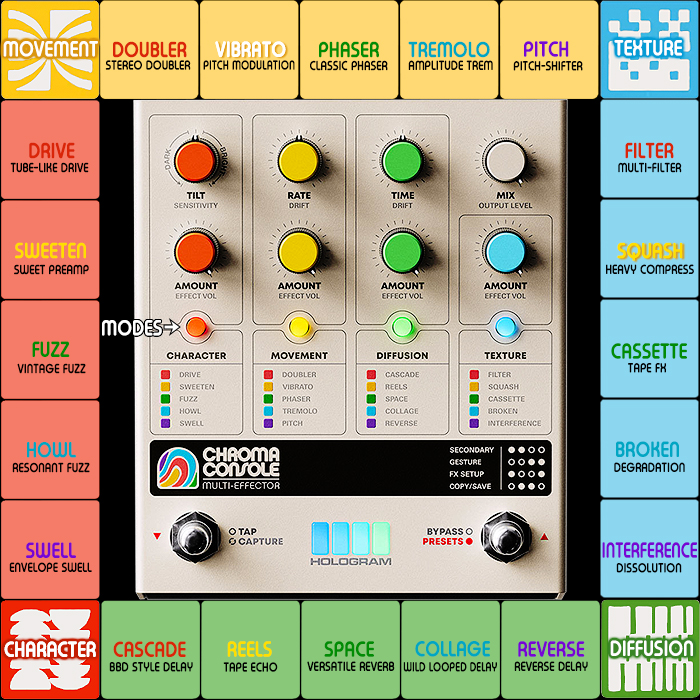 MOVEMENT
DOUBLER
STEREO DOUBLER
VIBRATO
PITCH MODULATION
PHASER
CLASSIC PHASER
TREMOLO
AMPLITUDE TREM
PITCH
PITCH-SHIFTER
TEXTURE
DRIVE
TUBE-LIKE DRIVE
SWEETEN
SWEET PREAMP
FUZZ
VINTAGE FUZZ
HOWL
RESONANT FUZZ
SWELL
ENVELOPE SWELL
DARK
TILT
SENSITIVITY
RATE
DRIFT
TIME
DRIFT
MIX
OUTPUT LEVEL
AMOUNT
EFFECT VOL
AMOUNT
EFFECT VOL
AMOUNT
EFFECT VOL
AMOUNT
EFFECT VOL
MODES→
CHARACTER
MOVEMENT
DIFFUSION
TEXTURE
DRIVE
SWEETEN
FUZZ
HOWL
SWELL
DOUBLER
VIBRATO
PHASER
TREMOLO
PITCH
CASCADE
REELS
SPACE
COLLAGE
REVERSE
FILTER
SQUASH
CASSETTE
BROKEN
INTERFERENCE
CHROMA
CONSOLE
MULTI-EFFECTOR
SECONDARY
GESTURE
FX SETUP
COPY/SAVE
TAP
CAPTURE
HOLOGRAM
BYPASS
PRESETS
FILTER
MULTI-FILTER
SQUASH
HEAVY COMPRESS
CASSETTE
TAPE FX
BROKEN
DEGRADATION
INTERFERENCE
DISSOLUTION
CHARACTER
CASCADE
BBD STYLE DELAY
REELS
TAPE ECHO
SPACE
VERSATILE REVERB
COLLAGE
WILD LOOPED DELAY
REVERSE
REVERSE DELAY
DIFFUSION